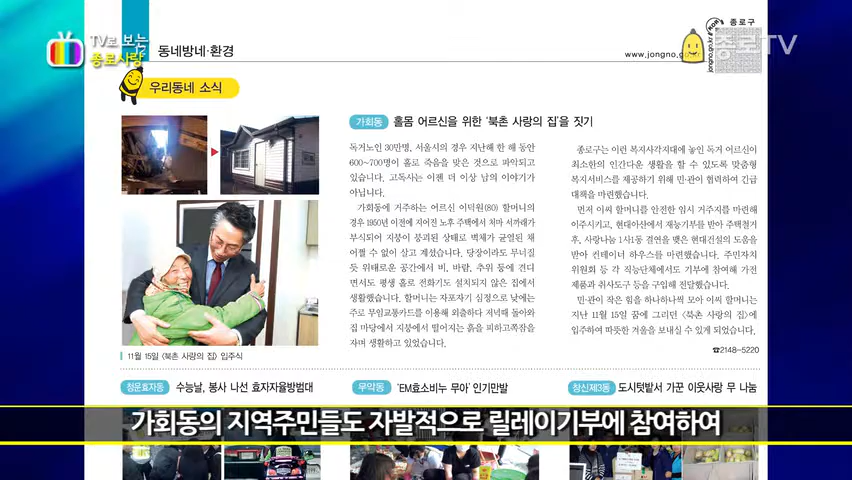 TV로 보는
종로사랑
동네방네·환경
종로구
종로TV
www.jongno.go.kr
jongno.go.kr
우리동네 소식
가회동 홀몸 어르신을 위한 '북촌 사랑의 집'을 짓기
독거노인 30만명, 서울시의 경우 지난해 한 해 동안
600~700명이 홀로 죽음을 맞은 것으로 파악되고
있습니다. 고독사는 이젠 더 이상 남의 이야기가
아닙니다.
가회동에 거주하는 어르신 이덕원(80) 할머니의
경우 1950년 이전에 지어진 노후 주택에서 처마 서까래가
부식되어 지붕이 붕괴된 상태로 벽체가 균열된 채
어쩔 수 없이 살고 계셨습니다. 당장이라도 무너질
듯 위태로운 공간에서 비, 바람, 추위 등에 견디
면서도 평생 홀로 전화기도 설치되지 않은 집에서
생활했습니다. 할머니는 자포자기 심정으로 낮에는
주로 무임교통카드를 이용해 외출하다 저녁때 돌아와
집 마당에서 지붕에서 떨어지는 흙을 피하고쪽잠을
자며 생활하고 있었습니다.
종로구는 이런 복지사각지대에 놓인 독거 어르신이
최소한의 인간다운 생활을 할 수 있도록 맞춤형
복지서비스를 제공하기 위해 민·관이 협력하여 긴급
대책을 마련했습니다.
먼저 이씨 할머니를 안전한 임시 거주지를 마련해
이주시키고, 현대아산에서 재능기부를 받아 주택철거
후, 사랑나눔 1사1동 결연을 맺은 현대건설의 도움을
받아 컨테이너 하우스를 마련했습니다. 주민자치
위원회 등 각 직능단체에서도 기부에 참여해 가전
제품과 취사도구 등을 구입해 전달했습니다.
민·관이 작은 힘을 하나하나씩 모아 이씨 할머니는
지난 11월 15일 꿈에 그리던 <북촌 사랑의 집>에
입주하여 따뜻한 겨울을 보내실 수 있게 되었습니다.
☎2148-5220
11월 15일 <북촌 사랑의 집> 입주식
청운효자동 수능날, 봉사 나선 효자자율방범대
무악동 'EM효소비누 무아' 인기만발
창신제3동 도시텃밭서 가꾼 이웃사랑 무 나눔
가회동의 지역주민들도 자발적으로 릴레이기부에 참여하여